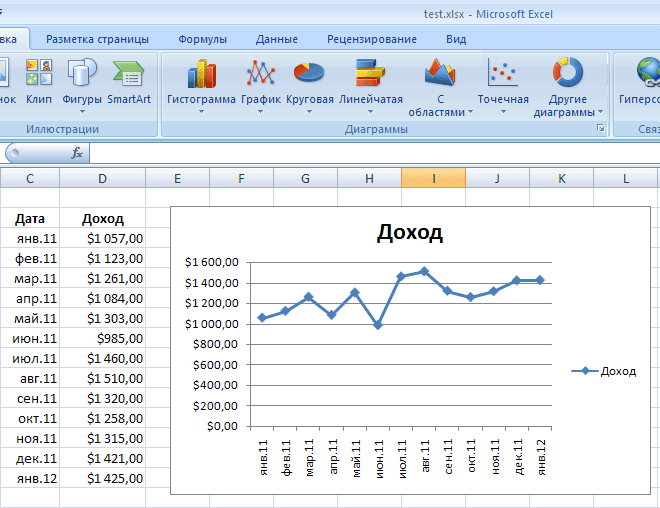 test.xlsx - Microsoft Excel
вка Разметка страницы Формулы Данные Рецензирование Вид
нок Клип Фигуры SmartArt Гистограмма График Круговая Линейчатая С областями Точечная Другие диаграммы Гиперсс
Иллюстрации Диаграммы Связ
fx
C D E F G H I J K L
Дата Доход
янв.11 $1 057,00
фев.11 $1 123,00
мар.11 $1 261,00
апр.11 $1 084,00
май.11 $1 303,00
июн.11 $985,00
июл.11 $1 460,00
авг.11 $1 510,00
сен.11 $1 320,00
окт.11 $1 258,00
ноя.11 $1 315,00
дек.11 $1 421,00
янв.12 $1 425,00
Доход
$1 600,00
$1 400,00
$1 200,00
$1 000,00
$800,00
$600,00
$400,00
$200,00
$0,00
янв.11 фев.11 мар.11 апр.11 май.11 июн.11 июл.11 авг.11 сен.11 окт.11 ноя.11 дек.11 янв.12
Доход